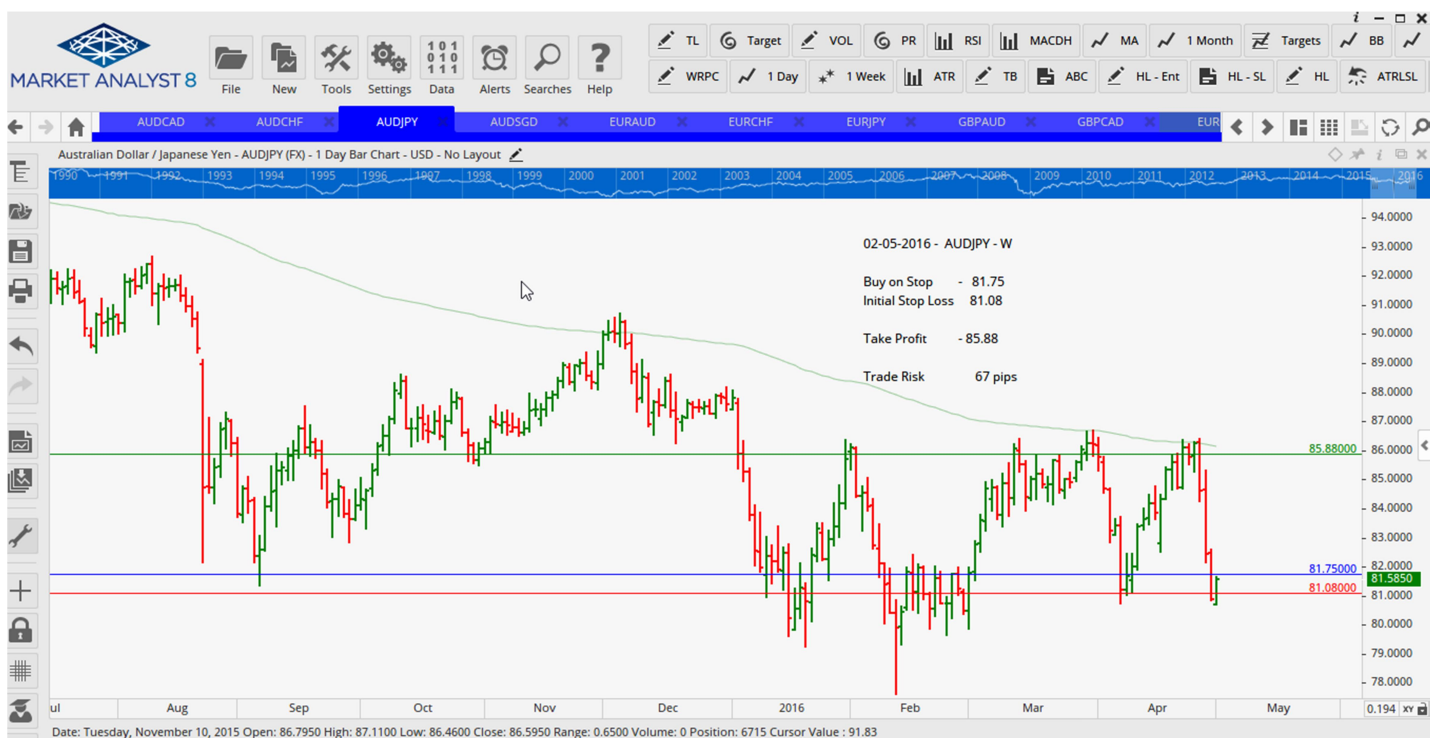 TL Target VOL PR RSI MACDH MA 1 Month Targets BB
MARKET ANALYST 8
File New Tools Settings Data Alerts Searches Help
WRPC 1 Day 1 Week ATR TB ABC HL - Ent HL - SL HL ATRLSL
AUDCAD AUDCHF AUDJPY AUDSGD EURAUD EURCHF EURJPY GBPAUD GBPCAD EUR
Australian Dollar / Japanese Yen - AUDJPY (FX) - 1 Day Bar Chart - USD - No Layout
1990 1991 1992 1993 1994 1995 1996 1997 1998 1999 2000 2001 2002 2003 2004 2005 2006 2007 2008 2009 2010 2011 2012 2013 2014 2015 2016
94.0000
02-05-2016 - AUDJPY - W
93.0000
92.0000
Buy on Stop - 81.75
Initial Stop Loss 81.08
91.0000
90.0000
Take Profit - 85.88
89.0000
Trade Risk 67 pips
88.0000
87.0000
85.88000
86.0000
85.0000
84.0000
83.0000
82.0000
81.75000
81.5850
81.08000
81.0000
80.0000
79.0000
78.0000
ul Aug Sep Oct Nov Dec 2016 Feb Mar Apr May 0.194 XY
Date: Tuesday, November 10, 2015 Open: 86.7950 High: 87.1100 Low: 86.4600 Close: 86.5950 Range: 0.6500 Volume: 0 Position: 6715 Cursor Value : 91.83